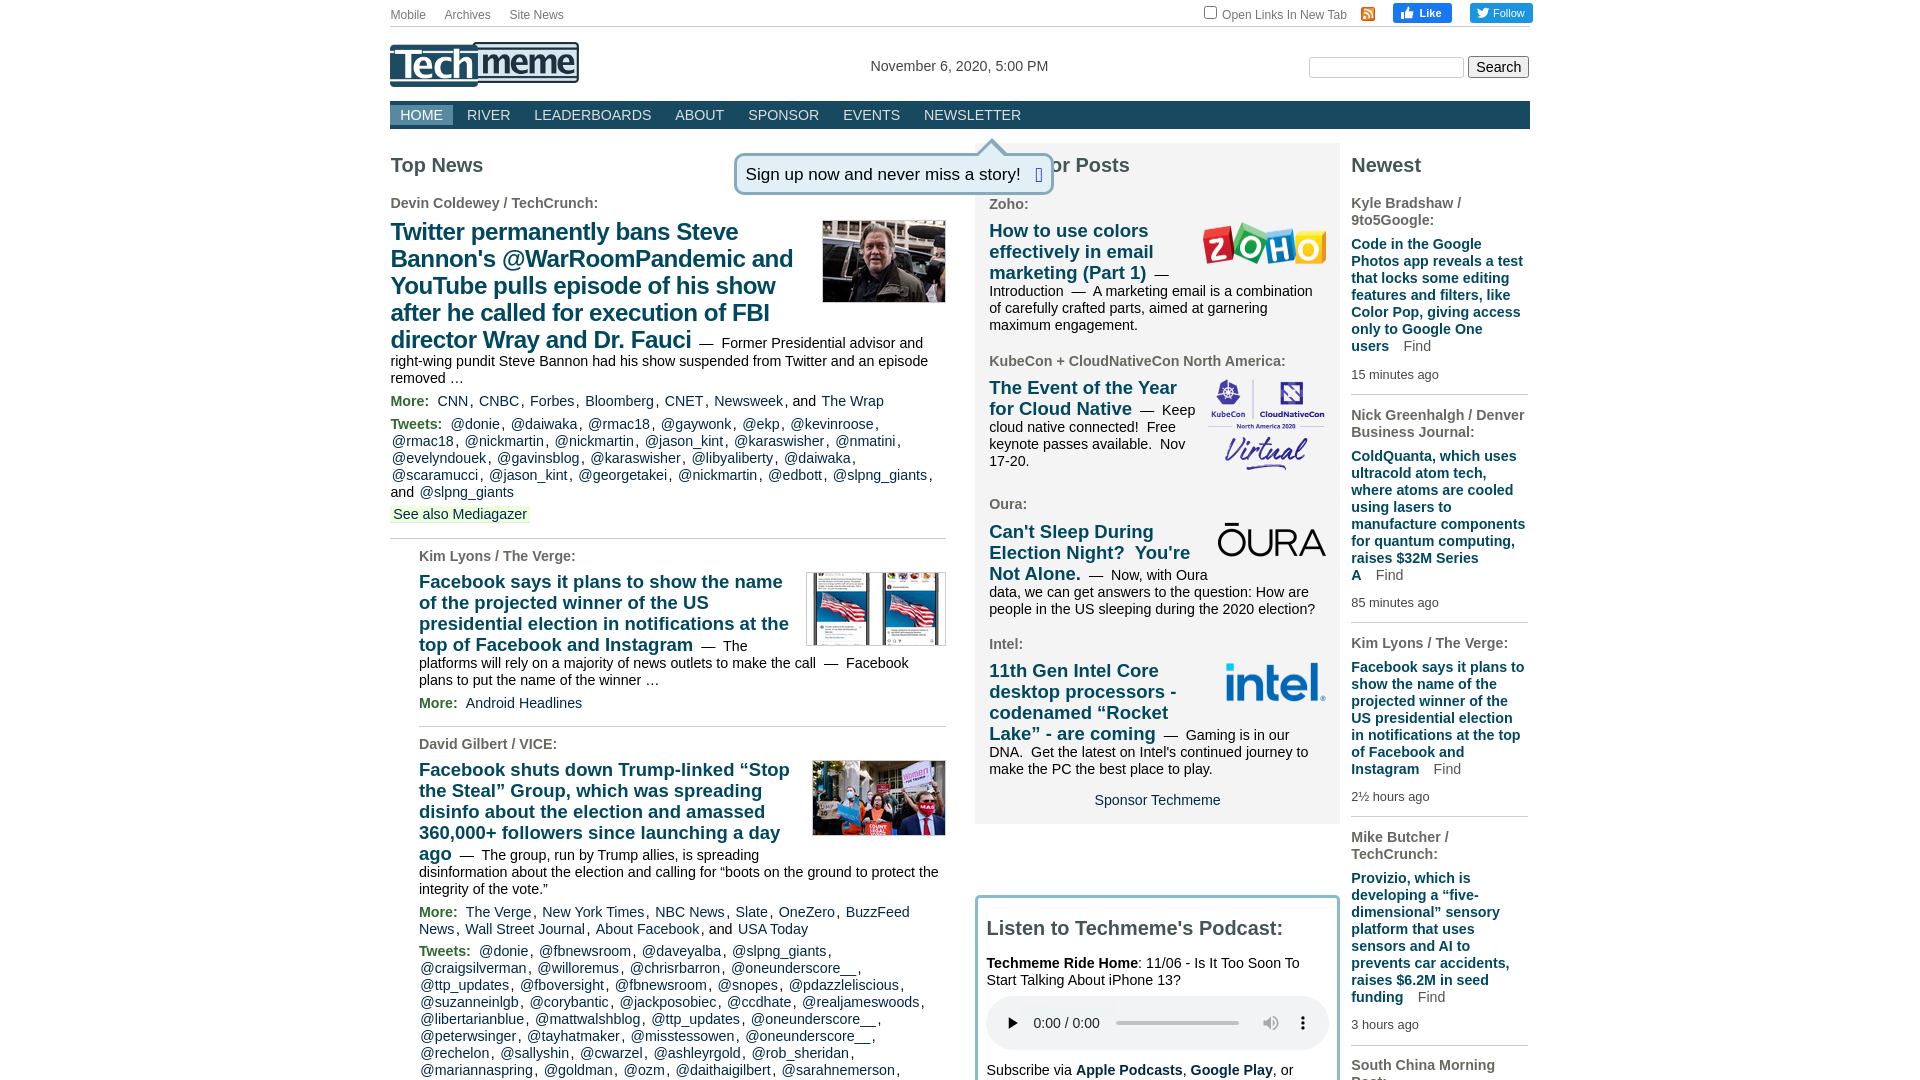 Mobile Archives Site News
Open Links In New Tab
Like
Follow
Techmeme
November 6, 2020, 5:00 PM
Search
HOME RIVER LEADERBOARDS ABOUT SPONSOR EVENTS NEWSLETTER
Sign up now and never miss a story!
Top News
Devin Coldewey / TechCrunch:
Twitter permanently bans Steve
Bannon's @WarRoomPandemic and
YouTube pulls episode of his show
after he called for execution of FBI
director Wray and Dr. Fauci — Former Presidential advisor and
right-wing pundit Steve Bannon had his show suspended from Twitter and an episode
removed …
More: CNN, CNBC, Forbes, Bloomberg, CNET, Newsweek, and The Wrap
Tweets: @donie, @daiwaka, @rmac18, @gaywonk, @ekp, @kevinroose,
@rmac18, @nickmartin, @nickmartin, @jason_kint, @karaswisher, @nmatini,
@evelyndouek, @gavinsblog, @karaswisher, @libyaliberty, @daiwaka,
@scaramucci, @jason_kint, @georgetakei, @nickmartin, @edbott, @slpng_giants,
and @slpng_giants
See also Mediagazer
Kim Lyons / The Verge:
Facebook says it plans to show the name
of the projected winner of the US
presidential election in notifications at the
top of Facebook and Instagram — The
platforms will rely on a majority of news outlets to make the call — Facebook
plans to put the name of the winner …
More: Android Headlines
David Gilbert / VICE:
Facebook shuts down Trump-linked “Stop
the Steal” Group, which was spreading
disinfo about the election and amassed
360,000+ followers since launching a day
ago — The group, run by Trump allies, is spreading
disinformation about the election and calling for “boots on the ground to protect the
integrity of the vote.”
More: The Verge, New York Times, NBC News, Slate, OneZero, BuzzFeed
News, Wall Street Journal, About Facebook, and USA Today
Tweets: @donie, @fbnewsroom, @daveyalba, @slpng_giants,
@craigsilverman, @willoremus, @chrisrbarron, @oneunderscore__,
@ttp_updates, @fboversight, @fbnewsroom, @snopes, @pdazzleliscious,
@suzanneinlgb, @corybantic, @jackposobiec, @ccdhate, @realjameswoods,
@libertarianblue, @mattwalshblog, @ttp_updates, @oneunderscore__,
@peterwsinger, @tayhatmaker, @misstessowen, @oneunderscore__,
@rechelon, @sallyshin, @cwarzel, @ashleyrgold, @rob_sheridan,
@mariannaspring, @goldman, @ozm, @daithaigilbert, @sarahnemerson,
or Posts
Zoho:
ZOHO
How to use colors
effectively in email
marketing (Part 1) —
Introduction — A marketing email is a combination
of carefully crafted parts, aimed at garnering
maximum engagement.
KubeCon + CloudNativeCon North America:
KubeCon CloudNativeCon
North America 2020
Virtual
The Event of the Year
for Cloud Native — Keep
cloud native connected! Free
keynote passes available. Nov
17-20.
Oura:
ŌURA
Can't Sleep During
Election Night? You're
Not Alone. — Now, with Oura
data, we can get answers to the question: How are
people in the US sleeping during the 2020 election?
Intel:
intel
11th Gen Intel Core
desktop processors -
codenamed “Rocket
Lake” - are coming — Gaming is in our
DNA. Get the latest on Intel's continued journey to
make the PC the best place to play.
Sponsor Techmeme
Listen to Techmeme's Podcast:
Techmeme Ride Home: 11/06 - Is It Too Soon To
Start Talking About iPhone 13?
0:00 / 0:00
Subscribe via Apple Podcasts, Google Play, or
Newest
Kyle Bradshaw /
9to5Google:
Code in the Google
Photos app reveals a test
that locks some editing
features and filters, like
Color Pop, giving access
only to Google One
users Find
15 minutes ago
Nick Greenhalgh / Denver
Business Journal:
ColdQuanta, which uses
ultracold atom tech,
where atoms are cooled
using lasers to
manufacture components
for quantum computing,
raises $32M Series
A Find
85 minutes ago
Kim Lyons / The Verge:
Facebook says it plans to
show the name of the
projected winner of the
US presidential election
in notifications at the top
of Facebook and
Instagram Find
2½ hours ago
Mike Butcher /
TechCrunch:
Provizio, which is
developing a “five-
dimensional” sensory
platform that uses
sensors and AI to
prevents car accidents,
raises $6.2M in seed
funding Find
3 hours ago
South China Morning